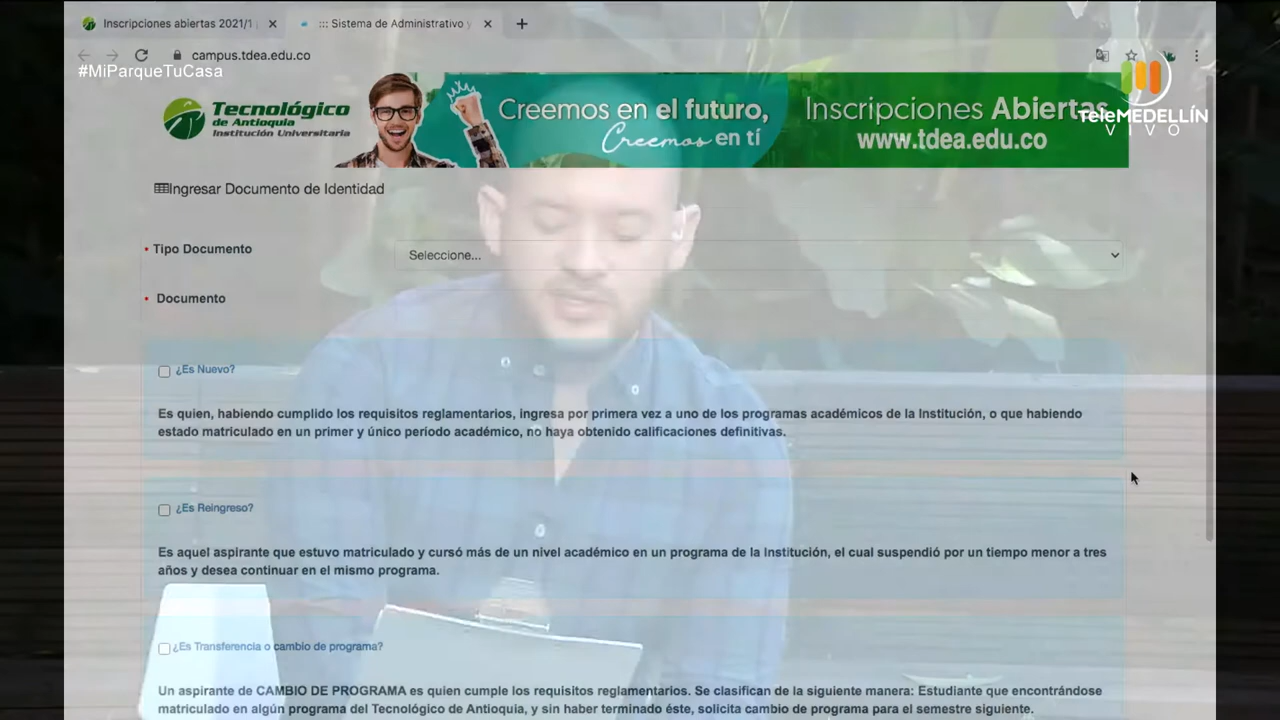 Inscripciones abiertas 2021/1
::: Sistema de Administrativo y
campus.tdea.edu.co
#MiParqueTuCasa
Tecnológico
de Antioquia
Institución Universitaria
Creemos en el futuro,
Creemos en tí
Inscripciones Abiertas
www.tdea.edu.co
TeleMEDELLÍN
VIVO
Ingresar Documento de Identidad
• Tipo Documento
Seleccione...
• Documento
¿Es Nuevo?
Es quien, habiendo cumplido los requisitos reglamentarios, ingresa por primera vez a uno de los programas académicos de la Institución, o que habiendo
estado matriculado en un primer y único período académico, no haya obtenido calificaciones definitivas.
¿Es Reingreso?
Es aquel aspirante que estuvo matriculado y cursó más de un nivel académico en un programa de la Institución, el cual suspendió por un tiempo menor a tres
años y desea continuar en el mismo programa.
¿Es Transferencia o cambio de programa?
Un aspirante de CAMBIO DE PROGRAMA es quien cumple los requisitos reglamentarios. Se clasifican de la siguiente manera: Estudiante que encontrándose
matriculado en algún programa del Tecnológico de Antioquia, y sin haber terminado éste, solicita cambio de programa para el semestre siguiente.